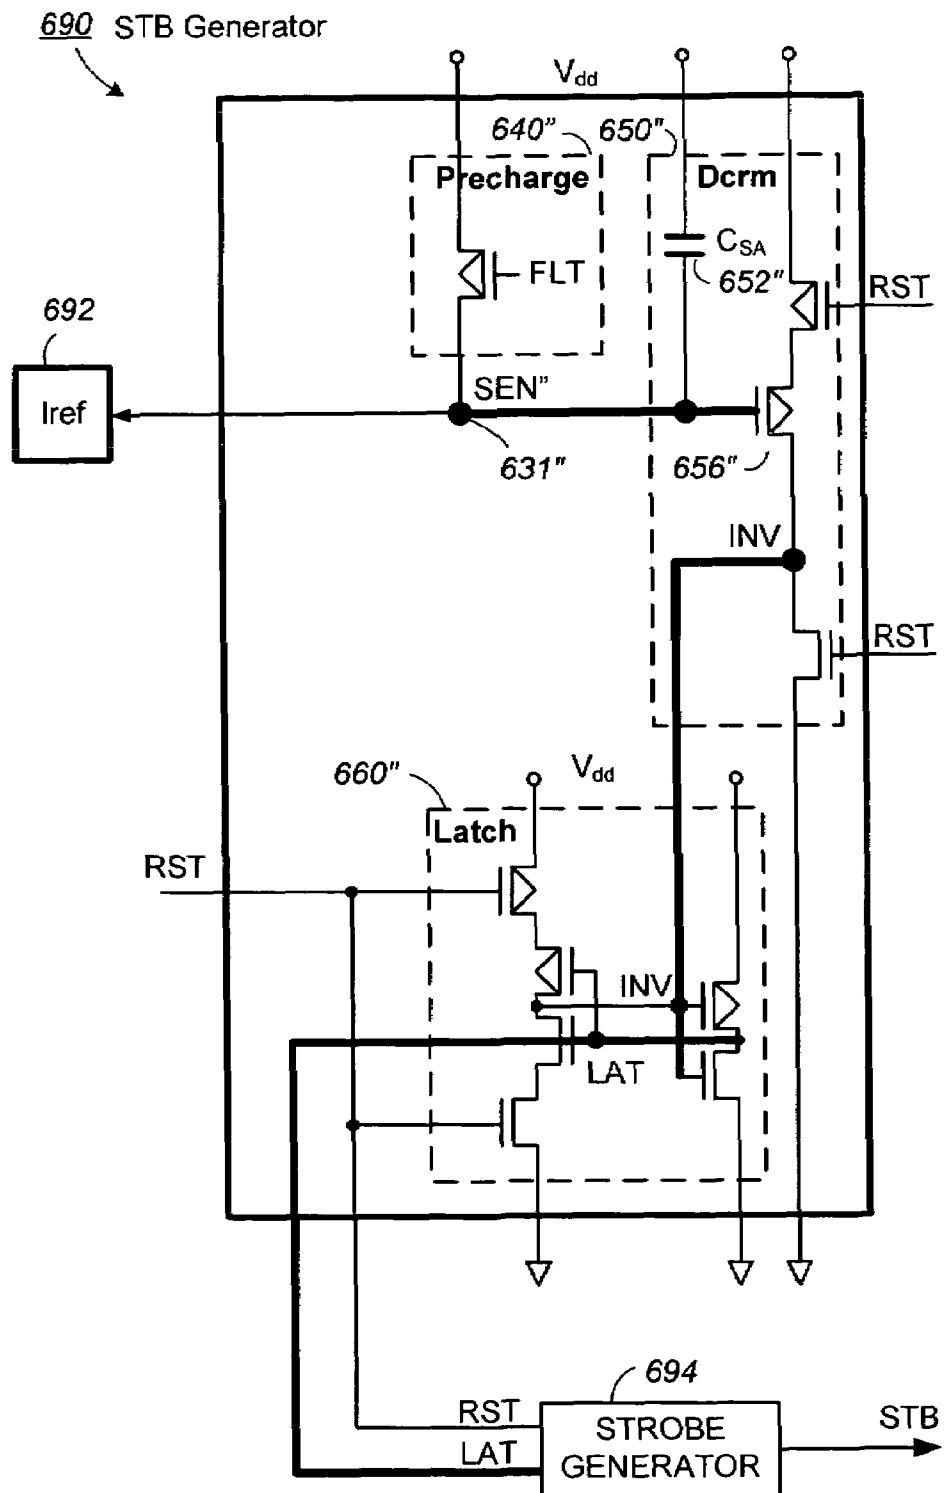 690 STB Generator
Vdd
640"
650"
Precharge
Dcrm
CSA
652"
FLT
RST
692
Iref
SEN"
631"
656"
INV
RST
660"
Vdd
Latch
RST
INV
LAT
694
RST
LAT
STROBE
GENERATOR
STB